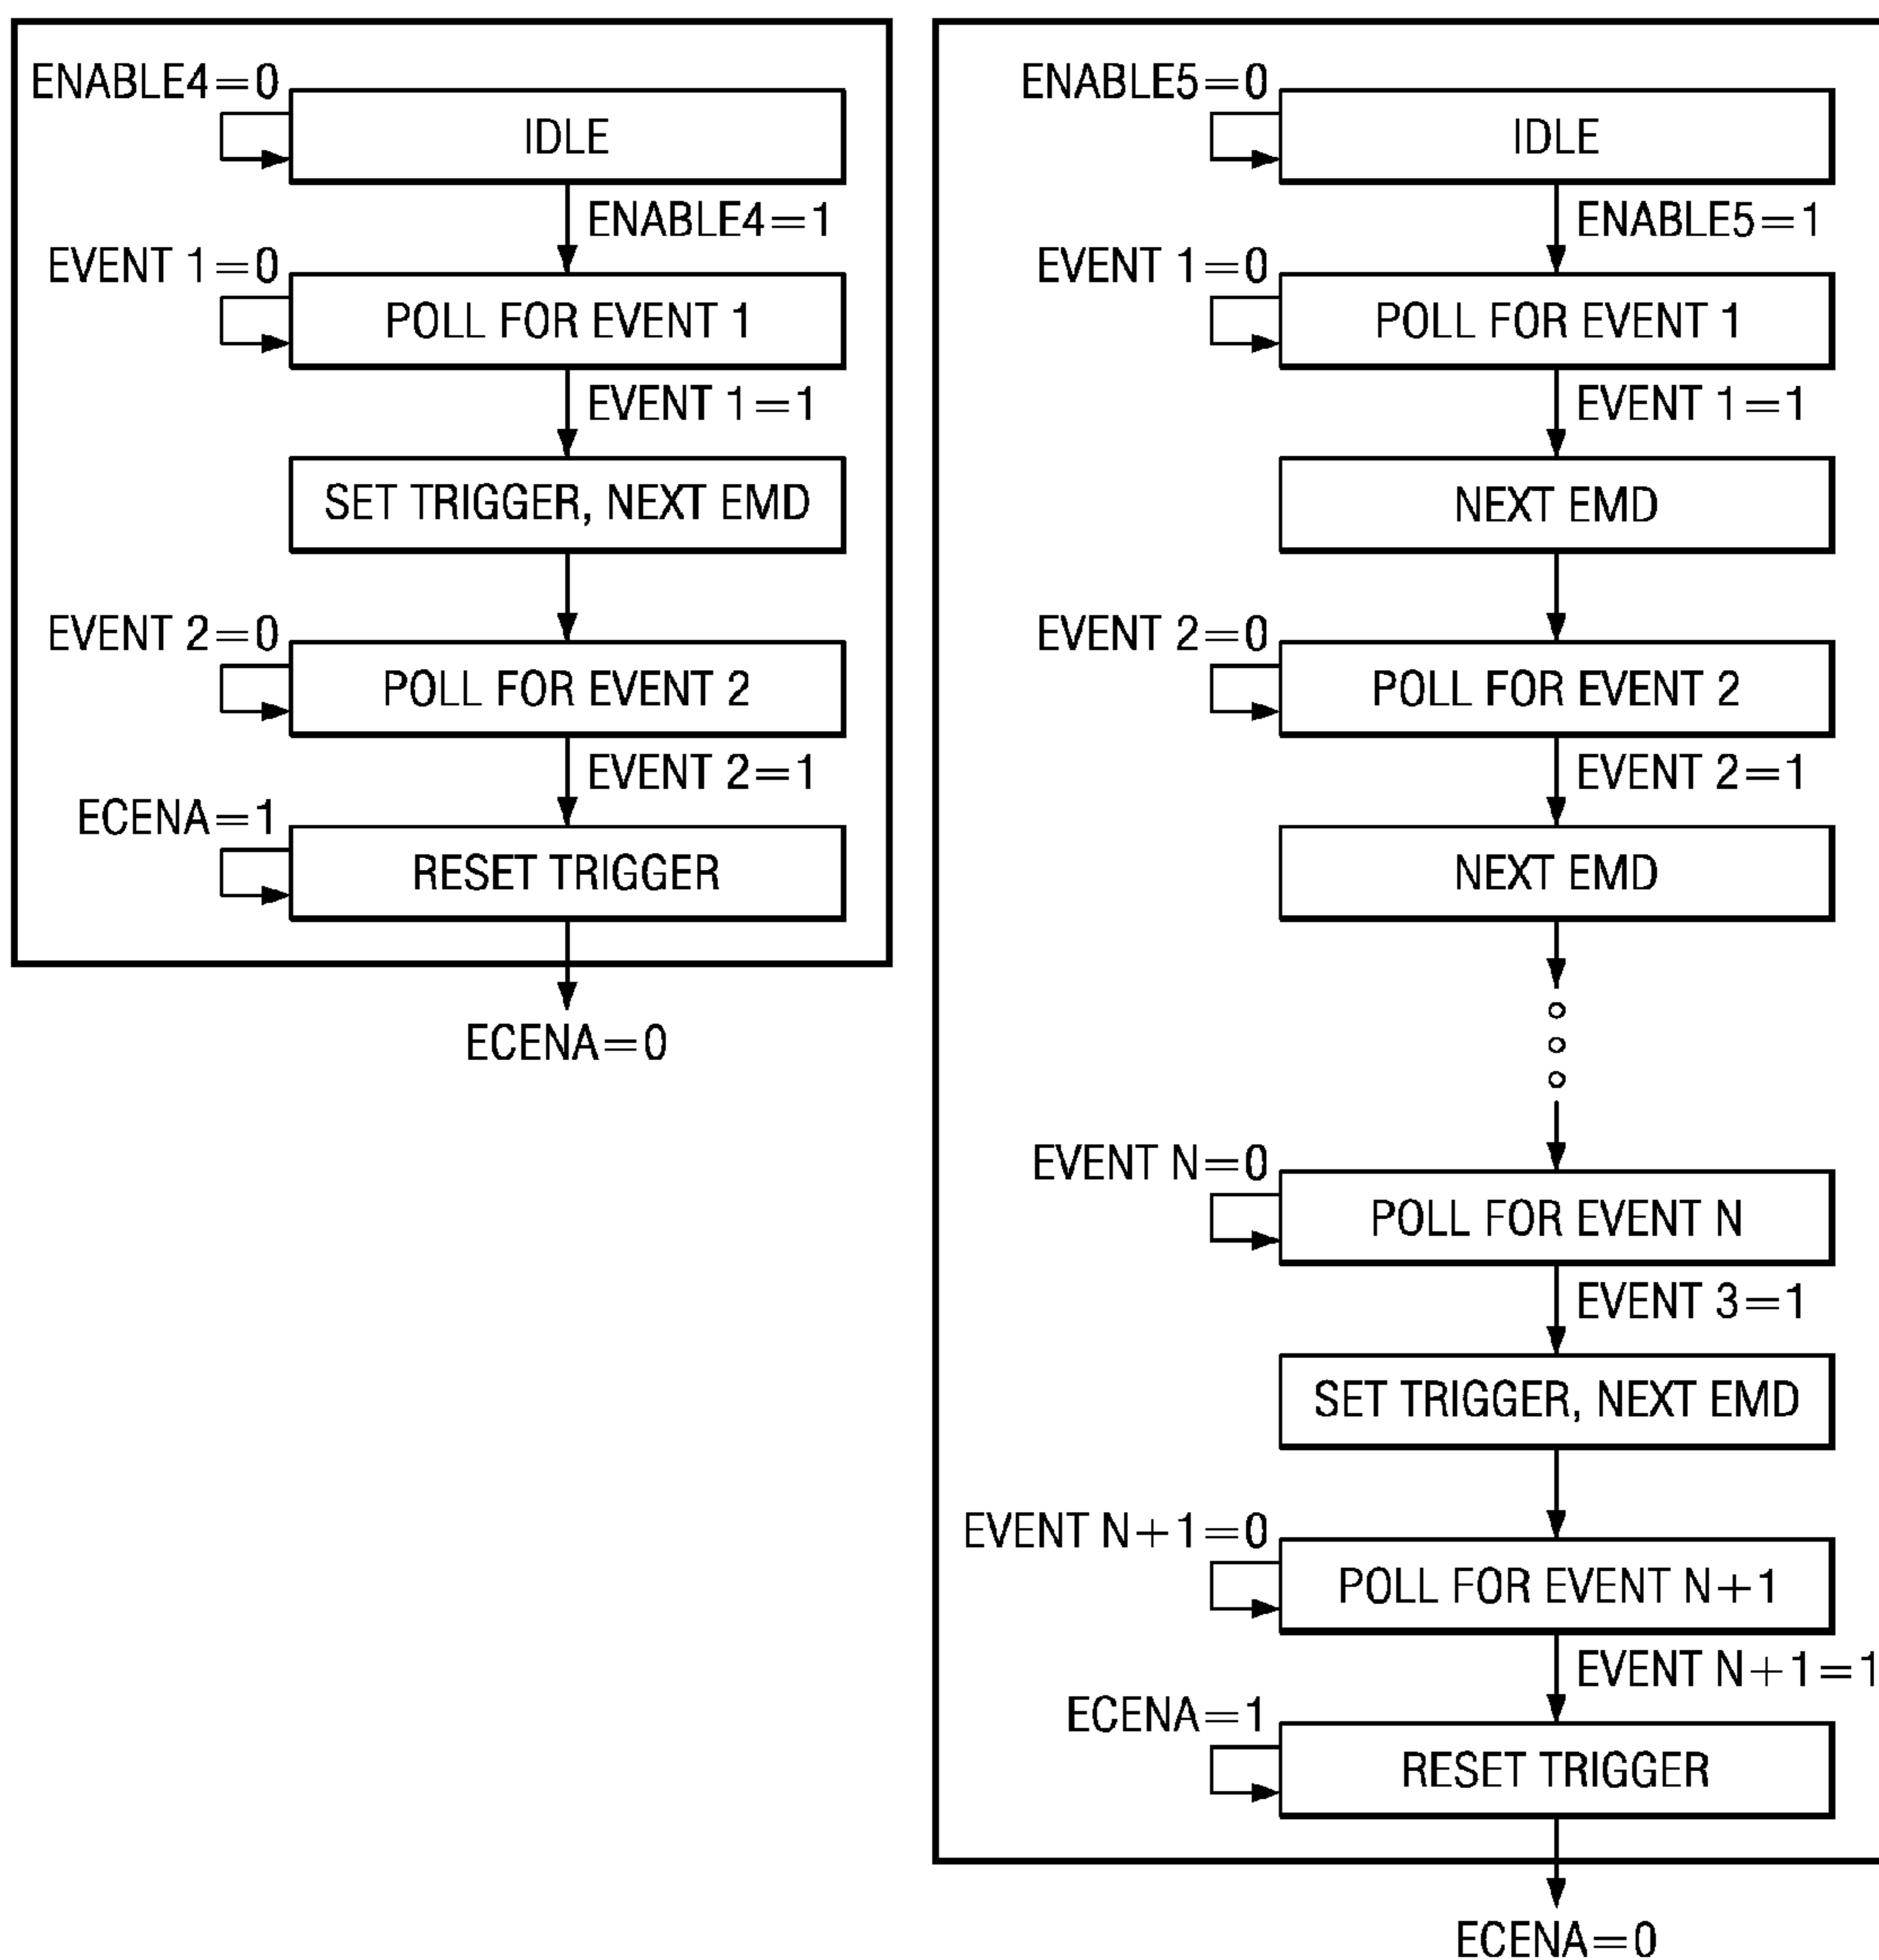 ENABLE4=0
IDLE
ENABLE4=1
EVENT 1=0
POLL FOR EVENT 1
EVENT 1=1
SET TRIGGER, NEXT EMD
EVENT 2=0
POLL FOR EVENT 2
EVENT 2=1
ECENA=1
RESET TRIGGER
ECENA=0
ENABLE5=0
IDLE
ENABLE5=1
EVENT 1=0
POLL FOR EVENT 1
EVENT 1=1
NEXT EMD
EVENT 2=0
POLL FOR EVENT 2
EVENT 2=1
NEXT EMD
EVENT N=0
POLL FOR EVENT N
EVENT 3=1
SET TRIGGER, NEXT EMD
EVENT N+1=0
POLL FOR EVENT N+1
EVENT N+1=1
ECENA=1
RESET TRIGGER
ECENA=0